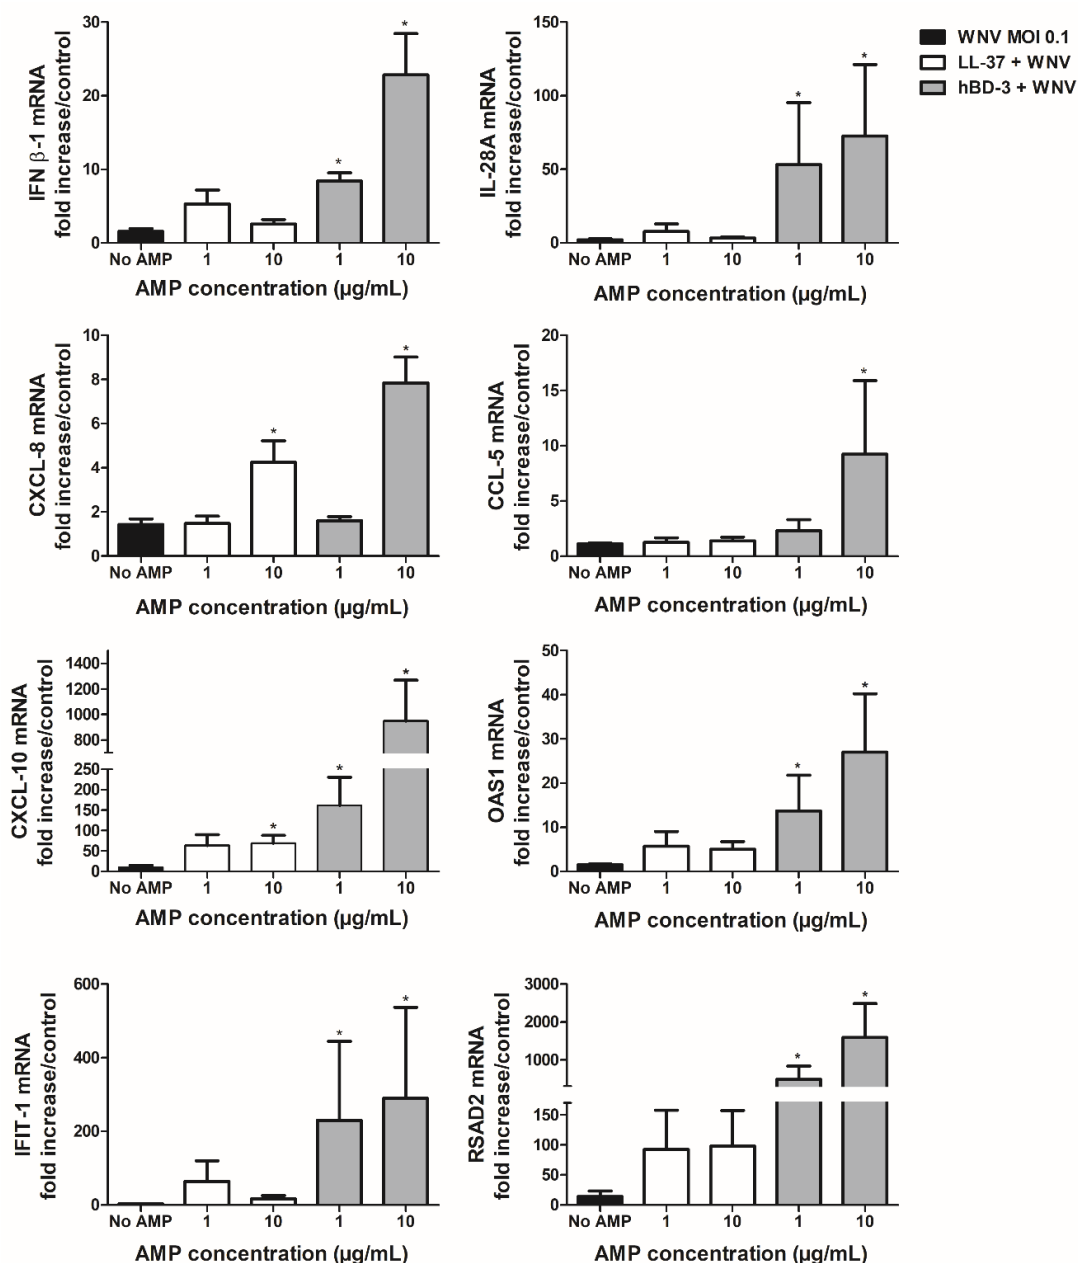 WNV MOI 0.1
LL-37 + WNV
hBD-3 + WNV
IFN β-1 mRNA
fold increase/control
30
20
10
0
*
*
No AMP 1 10 1 10
AMP concentration (µg/mL)
IL-28A mRNA
fold increase/control
150
100
50
0
*
*
No AMP 1 10 1 10
AMP concentration (µg/mL)
CXCL-8 mRNA
fold increase/control
10
8
6
4
2
0
*
*
No AMP 1 10 1 10
AMP concentration (µg/mL)
CCL-5 mRNA
fold increase/control
20
15
10
5
0
*
No AMP 1 10 1 10
AMP concentration (µg/mL)
CXCL-10 mRNA
fold increase/control
1400
1200
1000
800
250
200
150
100
50
0
*
*
*
No AMP 1 10 1 10
AMP concentration (µg/mL)
OAS1 mRNA
fold increase/control
50
40
30
20
10
0
*
*
No AMP 1 10 1 10
AMP concentration (µg/mL)
IFIT-1 mRNA
fold increase/control
600
400
200
0
*
*
No AMP 1 10 1 10
AMP concentration (µg/mL)
RSAD2 mRNA
fold increase/control
3000
2000
1000
150
100
50
0
*
*
No AMP 1 10 1 10
AMP concentration (µg/mL)